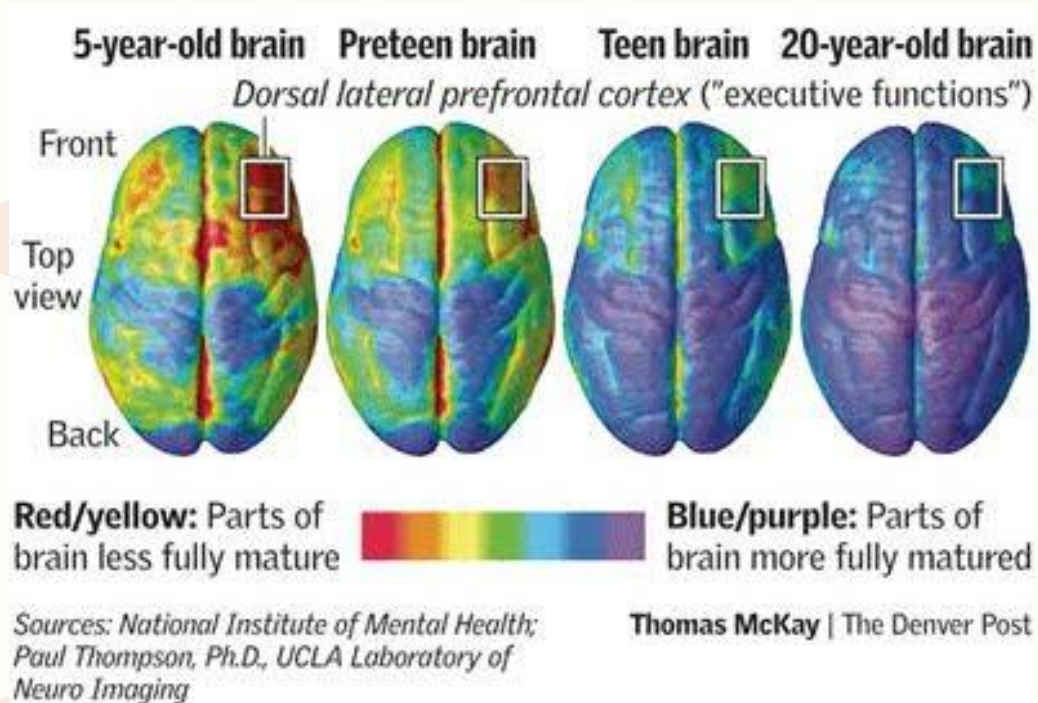 5-year-old brain Preteen brain Teen brain 20-year-old brain
Dorsal lateral prefrontal cortex ("executive functions")
Front
Top
view
Back
Red/yellow: Parts of
brain less fully mature
Blue/purple: Parts of
brain more fully matured
Sources: National Institute of Mental Health;
Paul Thompson, Ph.D., UCLA Laboratory of
Neuro Imaging
Thomas McKay | The Denver Post